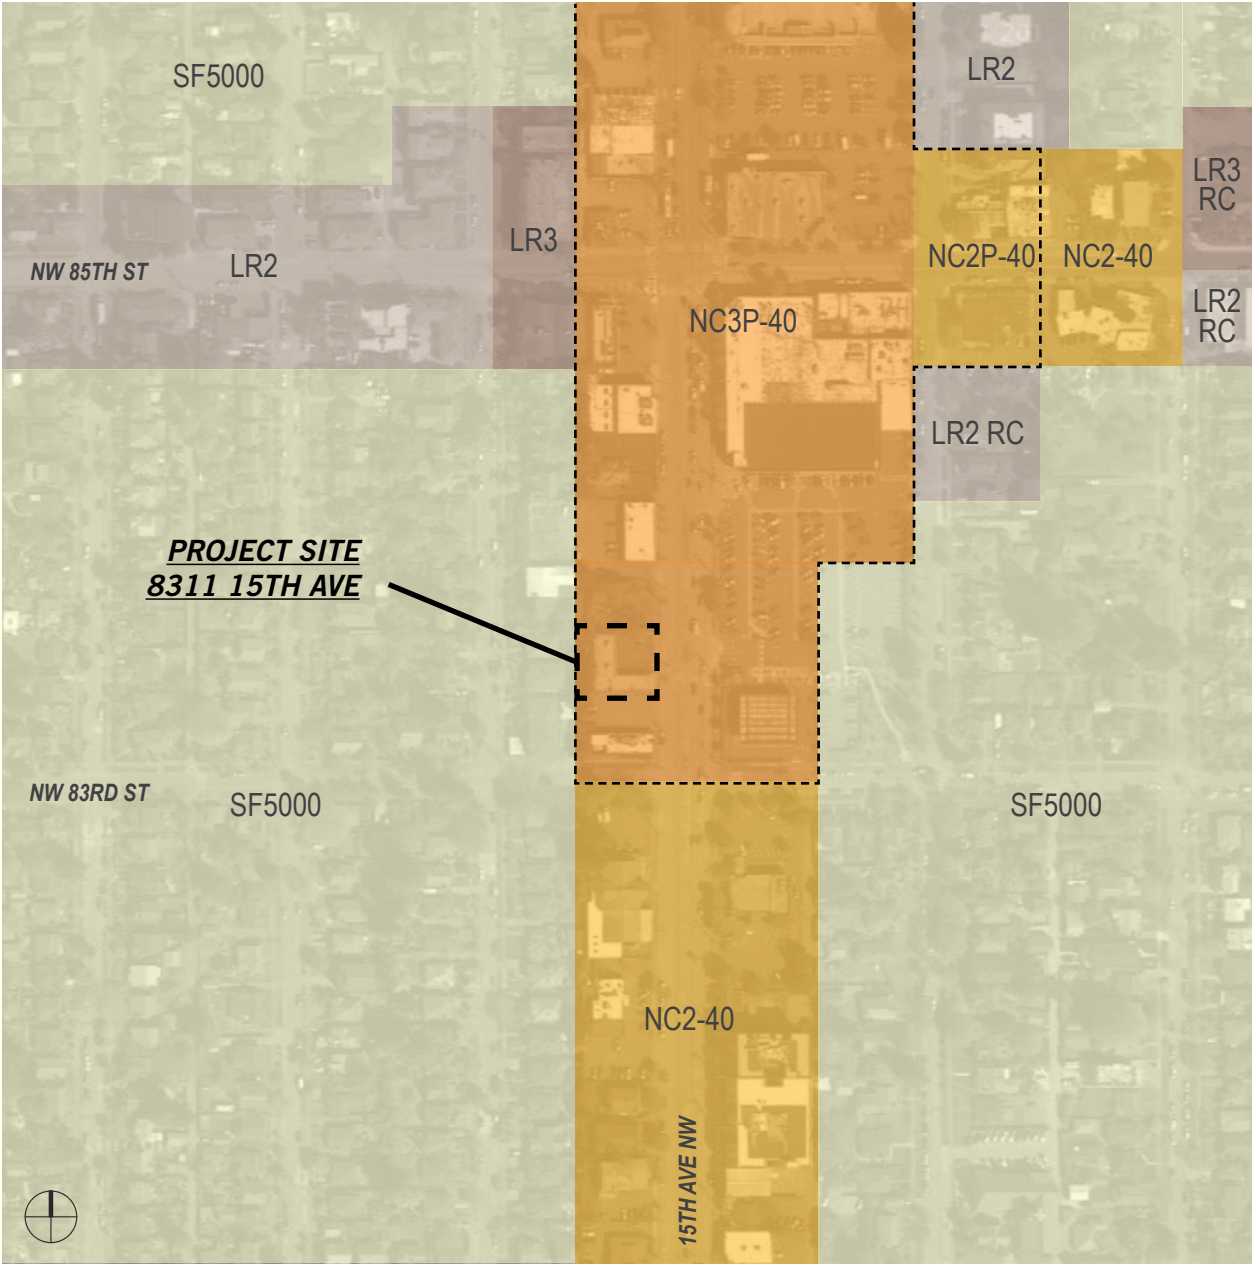 SF5000
LR2
LR3
RC
LR3
NW 85TH ST
LR2
NC2P-40
NC2-40
LR2
RC
NC3P-40
LR2 RC
PROJECT SITE
8311 15TH AVE
NW 83RD ST
SF5000
SF5000
NC2-40
15TH AVE NW